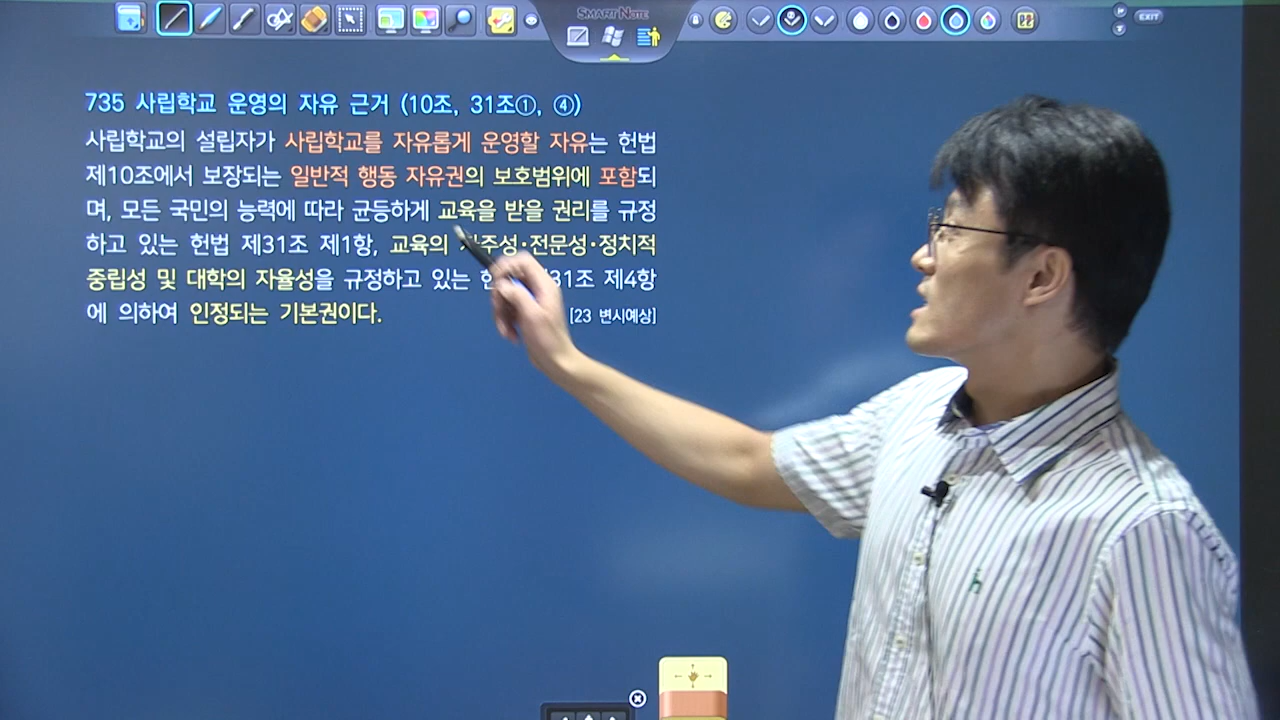 SMARTNOTE
EXIT
735 사립학교 운영의 자유 근거 (10조, 31조①, ④)
사립학교의 설립자가 사립학교를 자유롭게 운영할 자유는 헌법
제10조에서 보장되는 일반적 행동 자유권의 보호범위에 포함되
며, 모든 국민의 능력에 따라 균등하게 교육을 받을 권리를 규정
하고 있는 헌법 제31조 제1항, 교육의 자주성·전문성·정치적
중립성 및 대학의 자율성을 규정하고 있는 제31조 제4항
에 의하여 인정되는 기본권이다.
[23 변시예상]